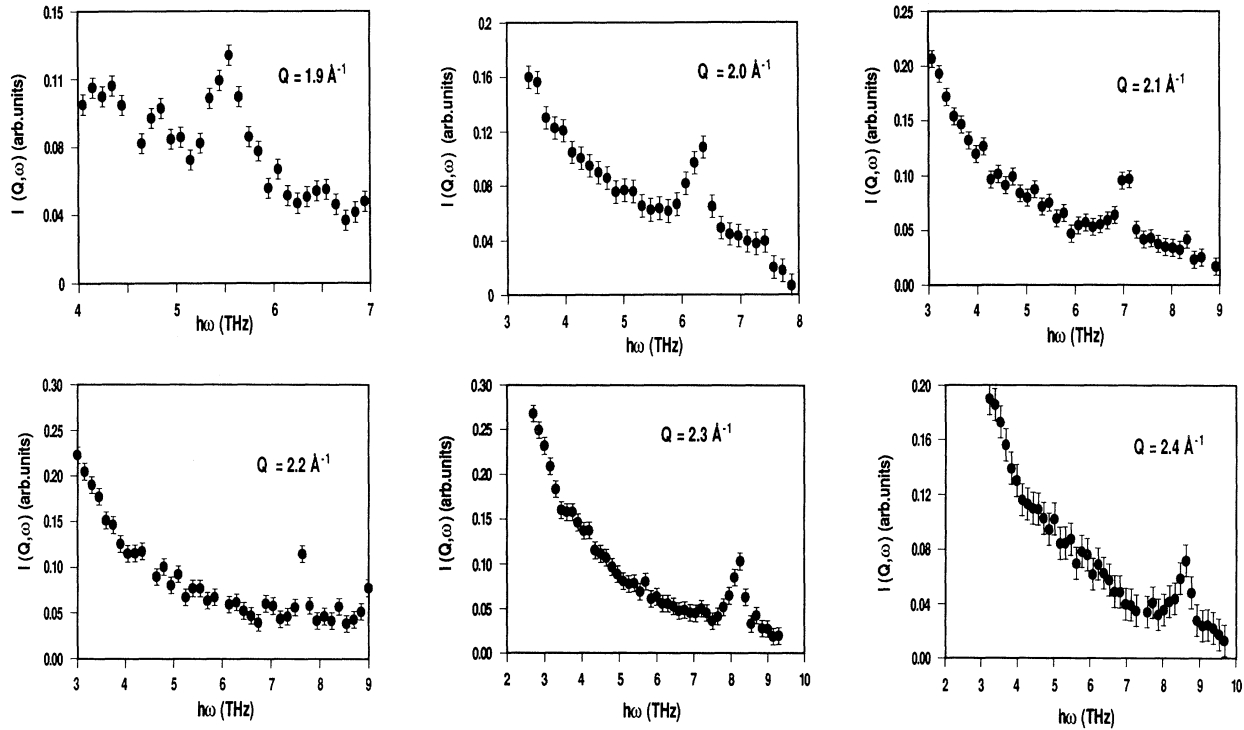 0.15
0.11
0.08
0.04
0
I (Q,ω) (arb.units)
Q = 1.9 Å⁻¹
4 5 6 7
hω (THz)
0.2
0.16
0.12
0.08
0.04
0
I (Q,ω) (arb.units)
Q = 2.0 Å⁻¹
3 4 5 6 7 8
hω (THz)
0.25
0.20
0.15
0.10
0.05
0.00
I (Q,ω) (arb.units)
Q = 2.1 Å⁻¹
3 4 5 6 7 8 9
hω (THz)
0.30
0.25
0.20
0.15
0.10
0.05
0.00
I (Q,ω) (arb.units)
Q = 2.2 Å⁻¹
3 4 5 6 7 8 9
hω (THz)
0.30
0.25
0.20
0.15
0.10
0.05
0.00
I (Q,ω) (arb.units)
Q = 2.3 Å⁻¹
2 3 4 5 6 7 8 9 10
hω (THz)
0.20
0.16
0.12
0.08
0.04
0.00
I (Q,ω) (arb.units)
Q = 2.4 Å⁻¹
2 3 4 5 6 7 8 9 10
hω (THz)